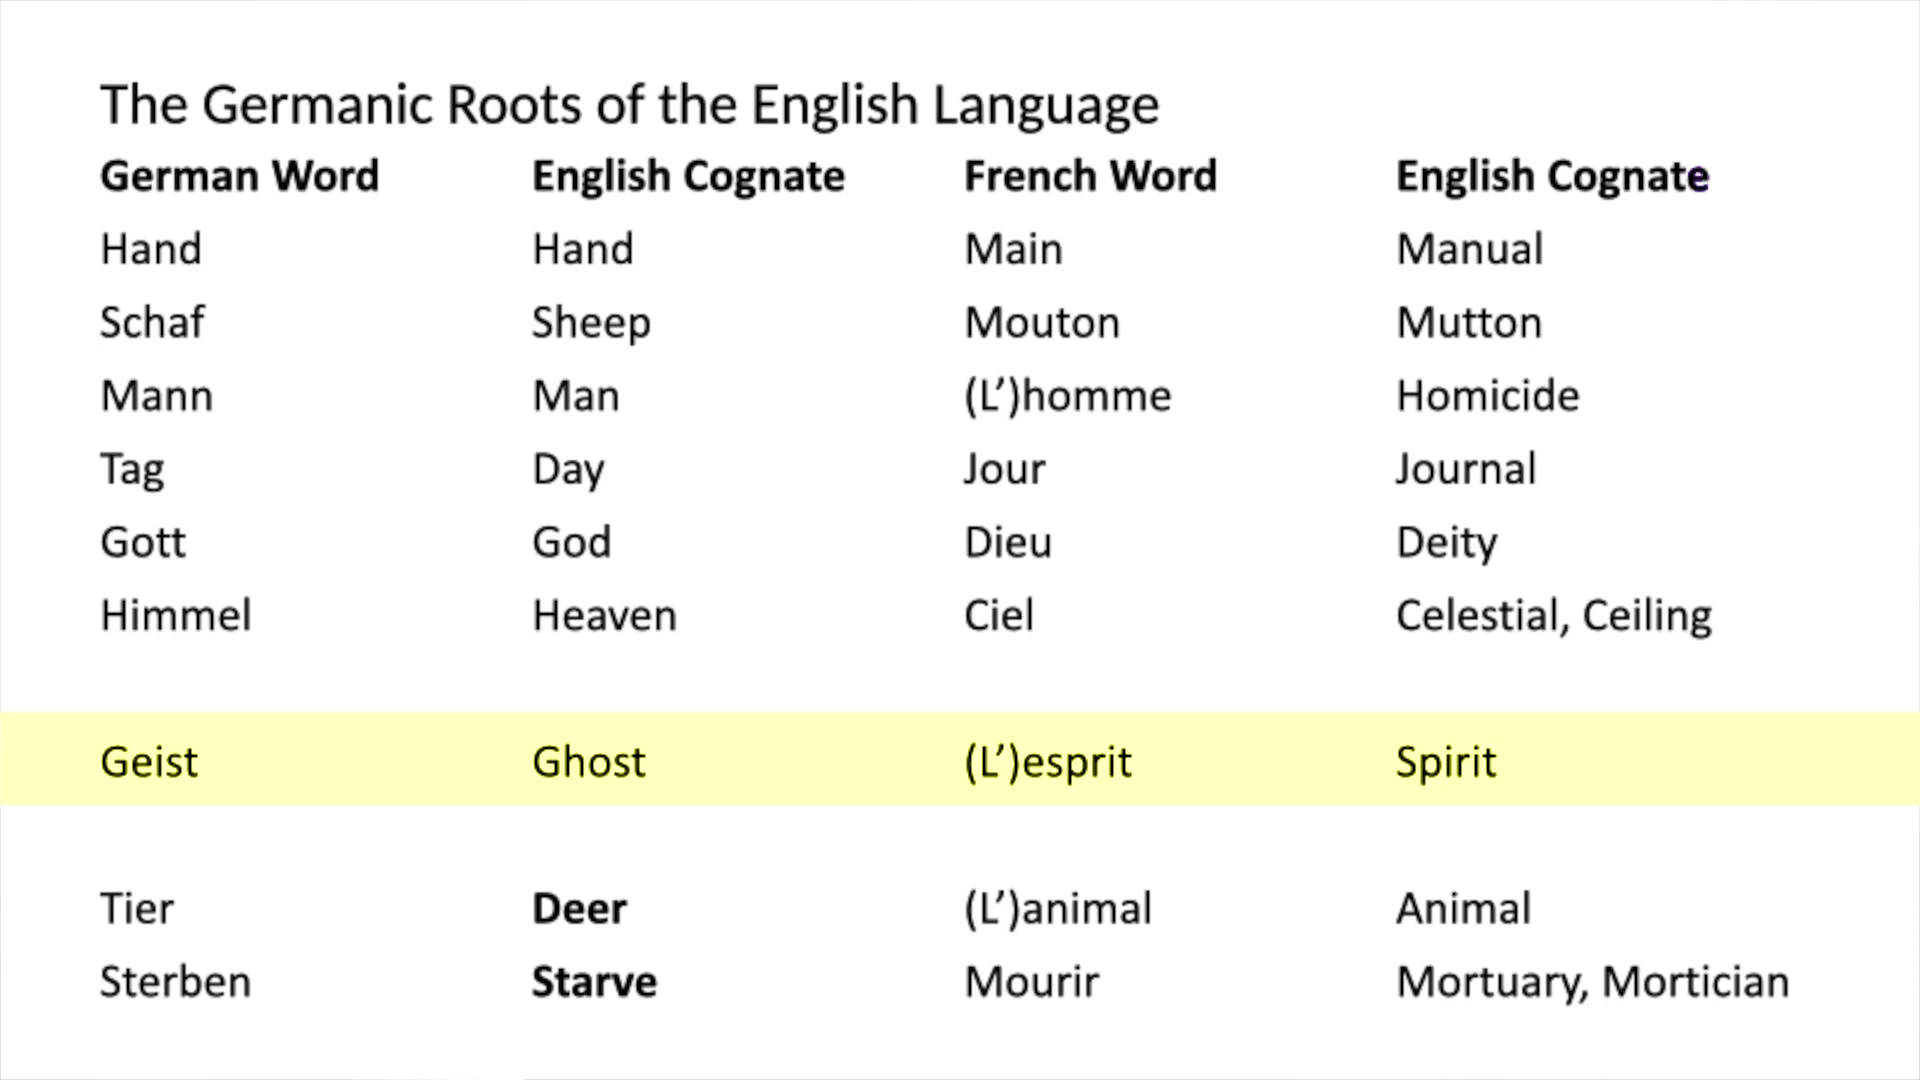 The Germanic Roots of the English Language
German Word English Cognate French Word English Cognate
Hand Hand Main Manual
Schaf Sheep Mouton Mutton
Mann Man (L’)homme Homicide
Tag Day Jour Journal
Gott God Dieu Deity
Himmel Heaven Ciel Celestial, Ceiling
Geist Ghost (L’)esprit Spirit
Tier Deer (L’)animal Animal
Sterben Starve Mourir Mortuary, Mortician